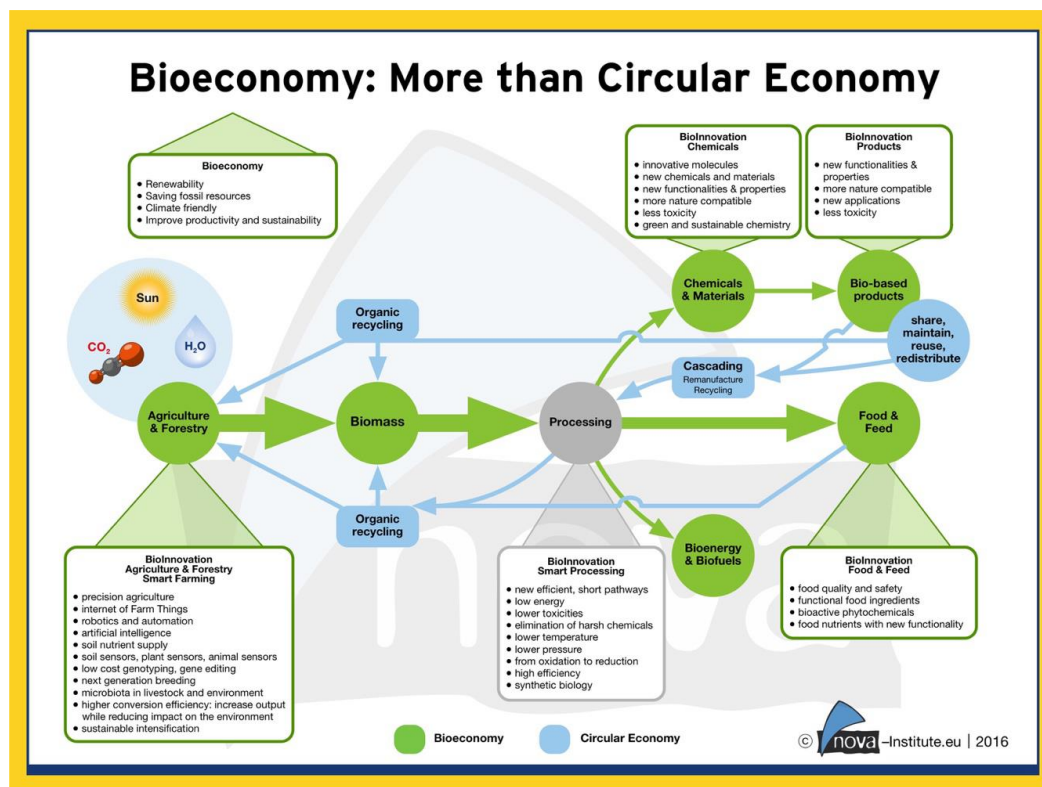 Bioeconomy: More than Circular Economy
Bioeconomy
• Renewability
• Saving fossil resources
• Climate friendly
• Improve productivity and sustainability
BioInnovation
Chemicals
• innovative molecules
• new chemicals and materials
• new functionalities & properties
• more nature compatible
• less toxicity
• green and sustainable chemistry
BioInnovation
Products
• new functionalities &
properties
• more nature compatible
• new applications
• less toxicity
Sun
CO2
H2O
Organic
recycling
Chemicals
& Materials
Bio-based
products
share,
maintain,
reuse,
redistribute
Cascading
Remanufacture
Recycling
Agriculture
& Forestry
Biomass
Processing
Food &
Feed
Organic
recycling
Bioenergy
& Biofuels
nova
BioInnovation
Agriculture & Forestry
Smart Farming
• precision agriculture
• internet of Farm Things
• robotics and automation
• artificial intelligence
• soil nutrient supply
• soil sensors, plant sensors, animal sensors
• low cost genotyping, gene editing
• next generation breeding
• microbiota in livestock and environment
• higher conversion efficiency: increase output
while reducing impact on the environment
• sustainable intensification
BioInnovation
Smart Processing
• new efficient, short pathways
• low energy
• lower toxicities
• elimination of harsh chemicals
• lower temperature
• lower pressure
• from oxidation to reduction
• high efficiency
• synthetic biology
BioInnovation
Food & Feed
• food quality and safety
• functional food ingredients
• bioactive phytochemicals
• food nutrients with new functionality
Bioeconomy
Circular Economy
© nova-Institute.eu | 2016